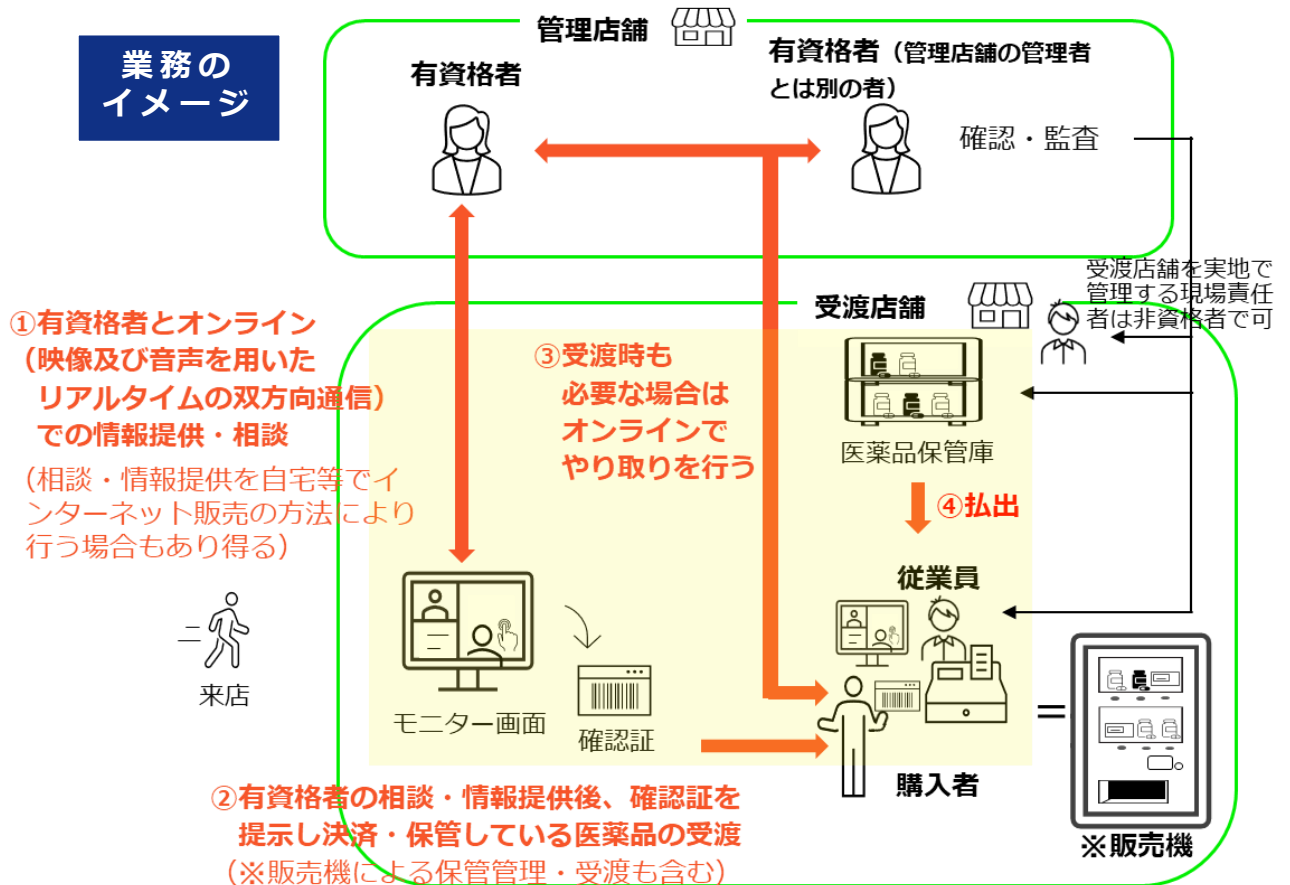 業務の
イメージ
管理店舗
有資格者
有資格者（管理店舗の管理者
とは別の者）
確認・監査
受渡店舗を実地で
管理する現場責任
者は非資格者で可
受渡店舗
①有資格者とオンライン
（映像及び音声を用いた
リアルタイムの双方向通信）
での情報提供・相談
（相談・情報提供を自宅等でイ
ンターネット販売の方法により
行う場合もあり得る）
③受渡時も
必要な場合は
オンラインで
やり取りを行う
医薬品保管庫
④払出
従業員
来店
モニター画面
確認証
＝
購入者
②有資格者の相談・情報提供後、確認証を
提示し決済・保管している医薬品の受渡
（※販売機による保管管理・受渡も含む）
※販売機